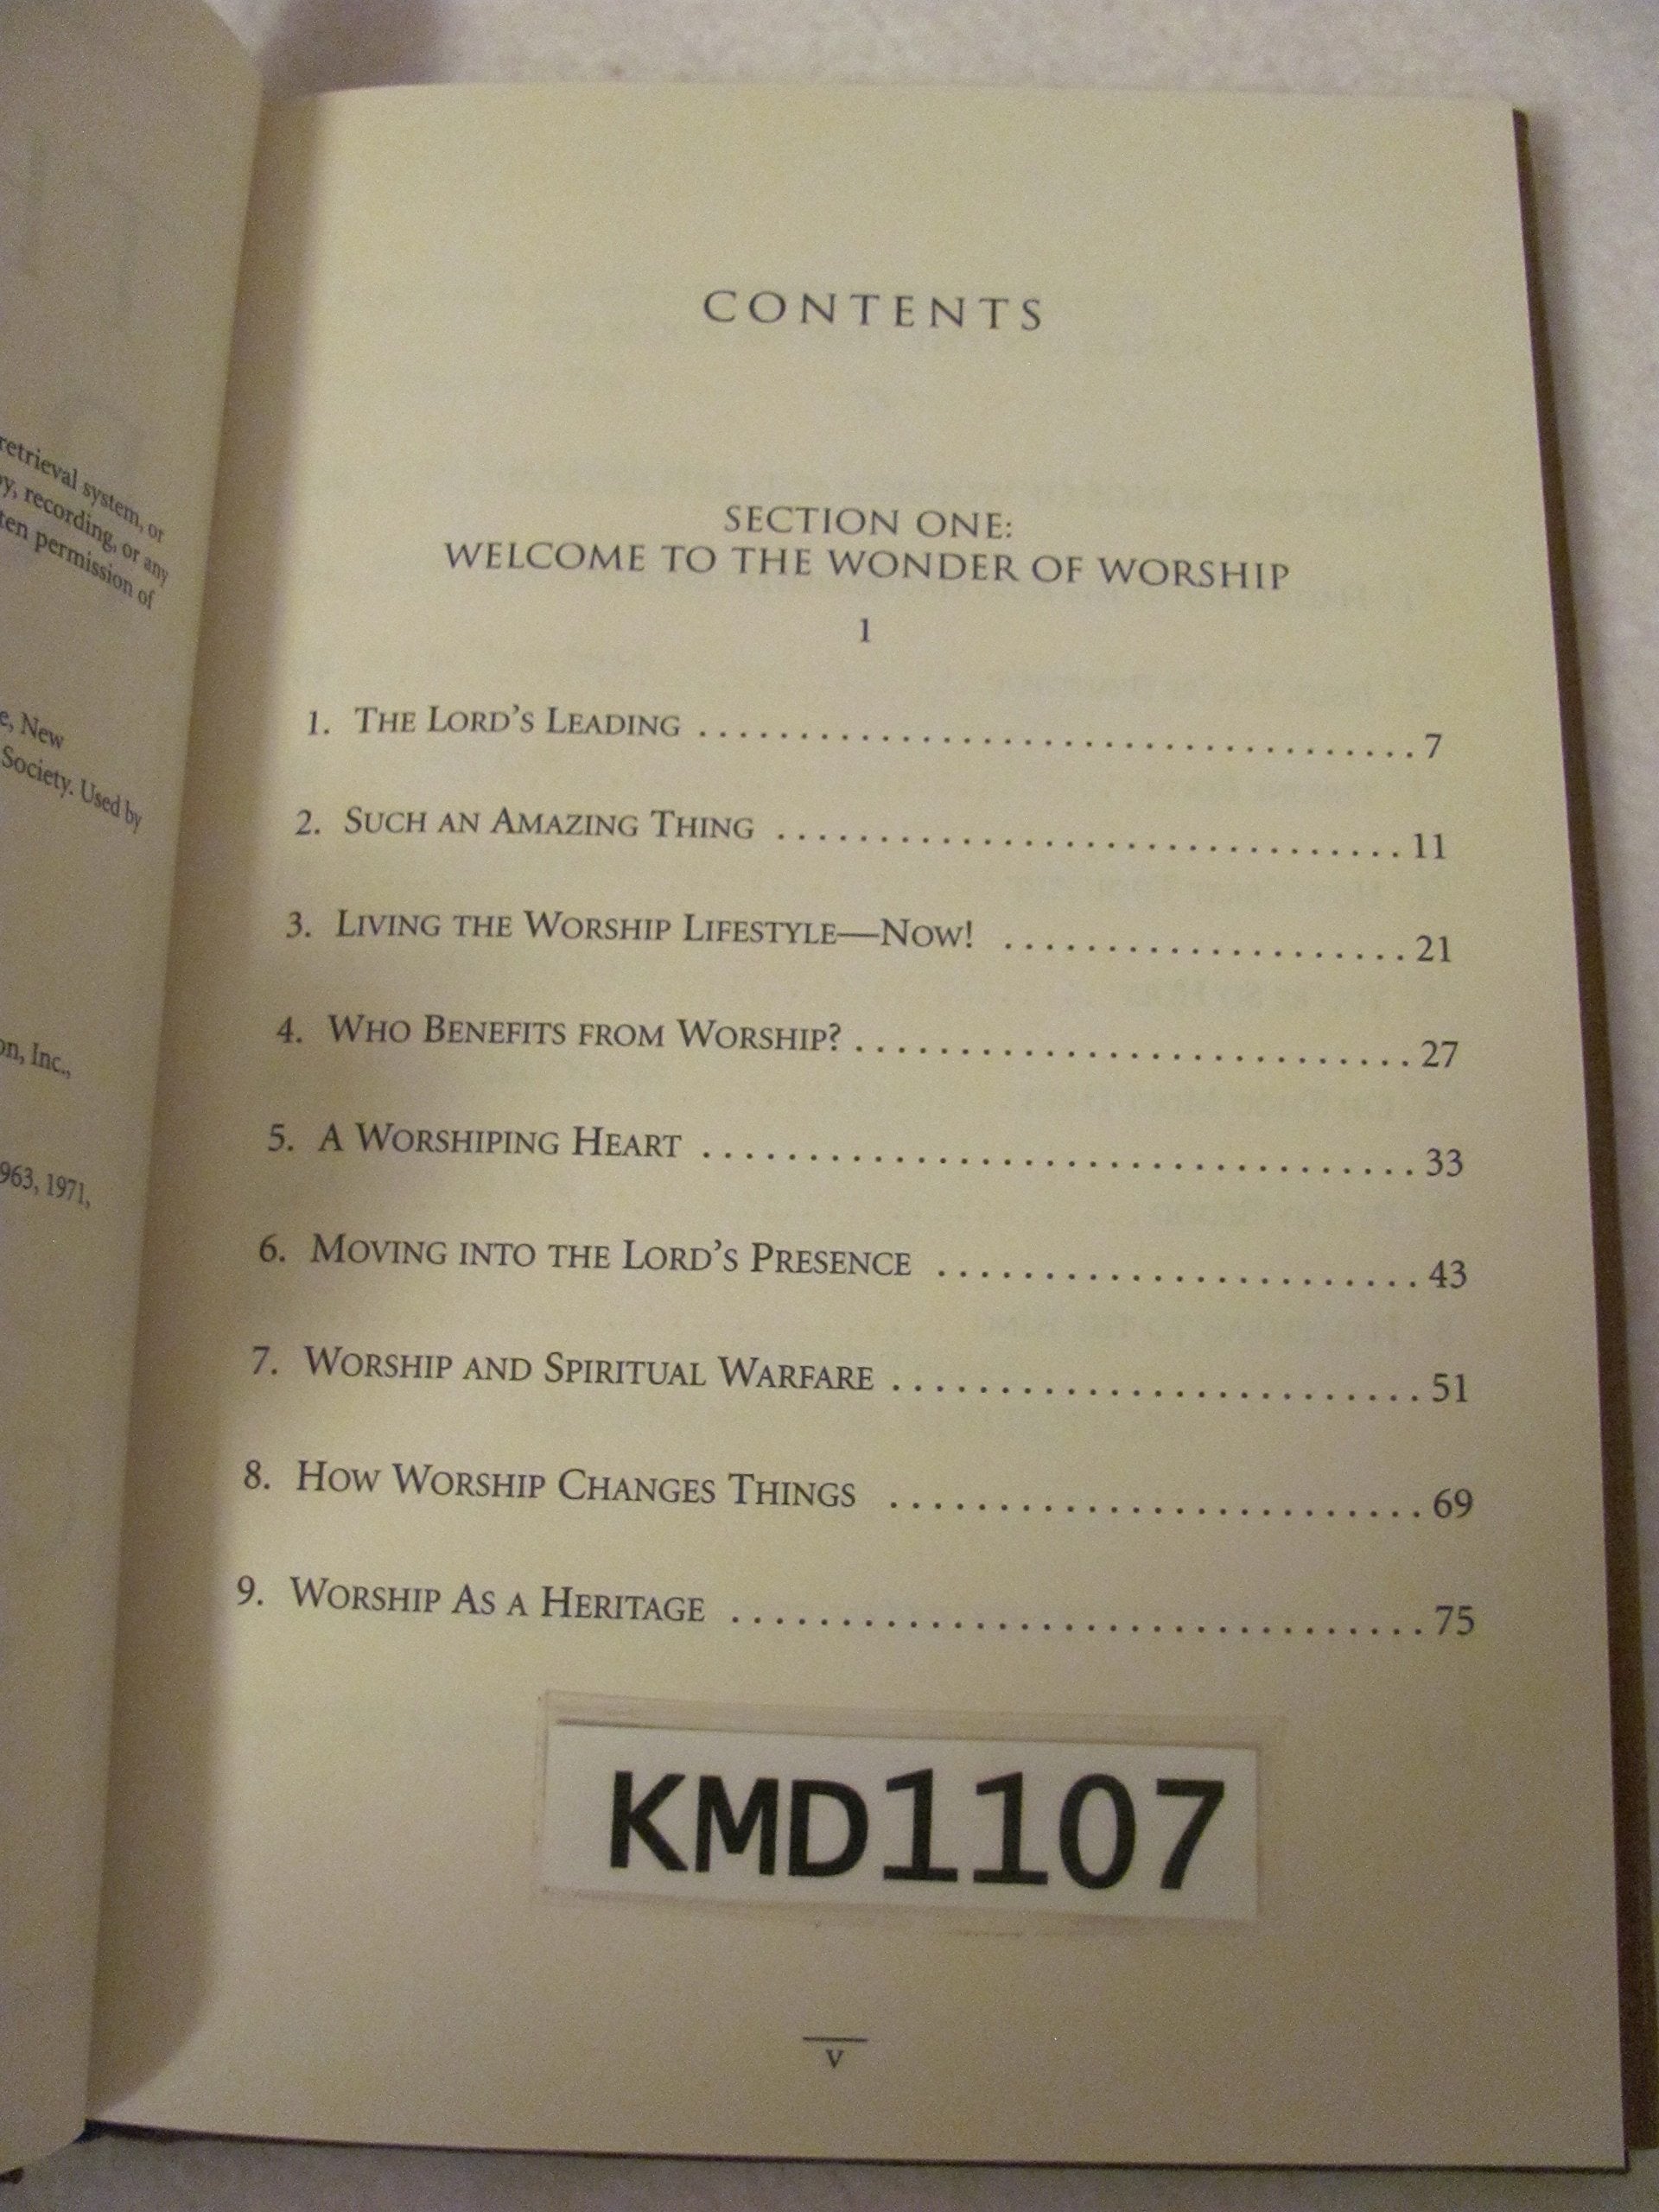 retrieval system, or
recording, or any
permission of
New
Society. Used by
Inc.,
1971,
CONTENTS
SECTION ONE:
WELCOME TO THE WONDER OF WORSHIP
1
1. THE LORD'S LEADING ........................................ 7
2. SUCH AN AMAZING THING ................................... 11
3. LIVING THE WORSHIP LIFESTYLE—NOW! ....................... 21
4. WHO BENEFITS FROM WORSHIP? ............................... 27
5. A WORSHIPING HEART ........................................ 33
6. MOVING INTO THE LORD'S PRESENCE ........................... 43
7. WORSHIP AND SPIRITUAL WARFARE .............................. 51
8. HOW WORSHIP CHANGES THINGS .............................. 69
9. WORSHIP AS A HERITAGE ....................................... 75
KMD1107
v